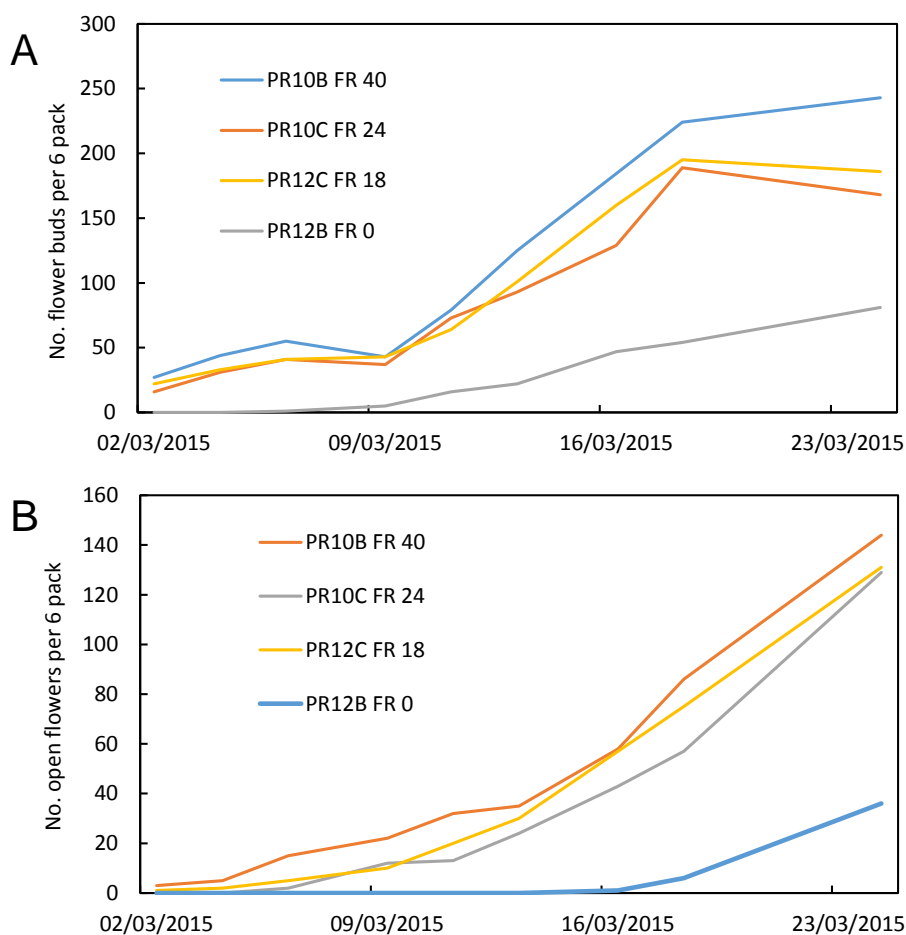 A
No. flower buds per 6 pack
300
250
200
150
100
50
0
PR10B FR 40
PR10C FR 24
PR12C FR 18
PR12B FR 0
02/03/2015 09/03/2015 16/03/2015 23/03/2015
B
No. open flowers per 6 pack
160
140
120
100
80
60
40
20
0
PR10B FR 40
PR10C FR 24
PR12C FR 18
PR12B FR 0
02/03/2015 09/03/2015 16/03/2015 23/03/2015